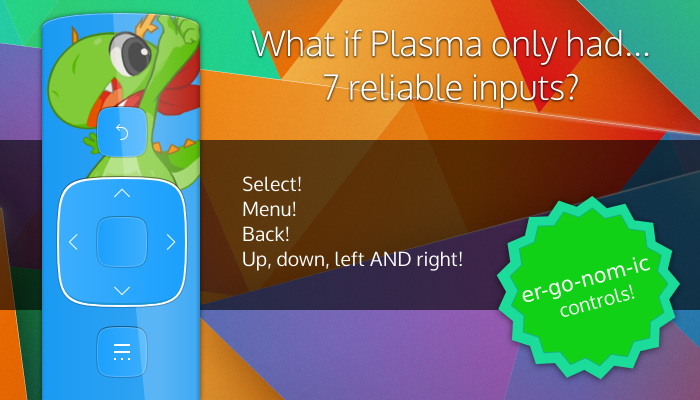 What if Plasma only had...
7 reliable inputs?
Select!
Menu!
Back!
Up, down, left AND right!
er-go-nom-ic
controls!